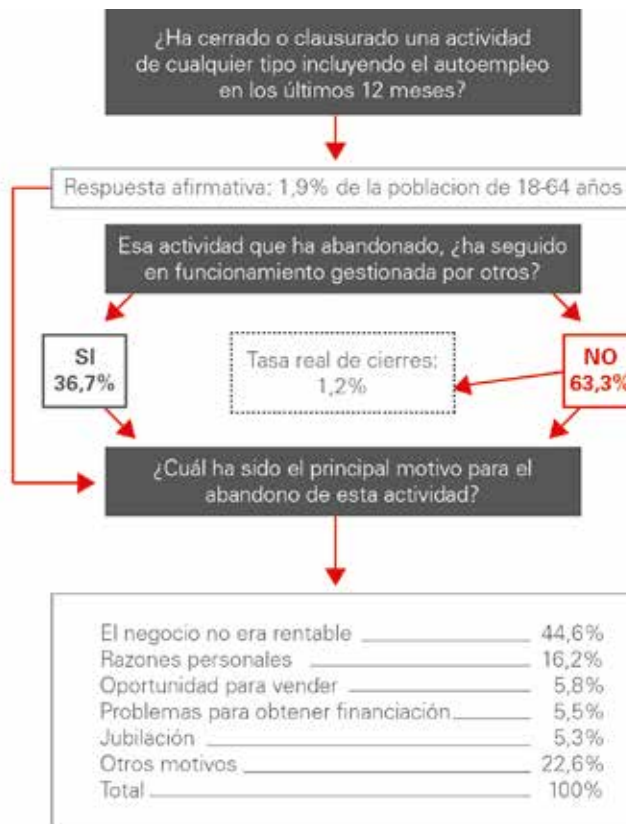 ¿Ha cerrado o clausurado una actividad
de cualquier tipo incluyendo el autoempleo
en los últimos 12 meses?
Respuesta afirmativa: 1,9% de la poblacion de 18-64 años
Esa actividad que ha abandonado, ¿ha seguido
en funcionamiento gestionada por otros?
SI
36,7%
Tasa real de cierres:
1,2%
NO
63,3%
¿Cuál ha sido el principal motivo para el
abandono de esta actividad?
El negocio no era rentable 44,6%
Razones personales 16,2%
Oportunidad para vender 5,8%
Problemas para obtener financiación 5,5%
Jubilación 5,3%
Otros motivos 22,6%
Total 100%